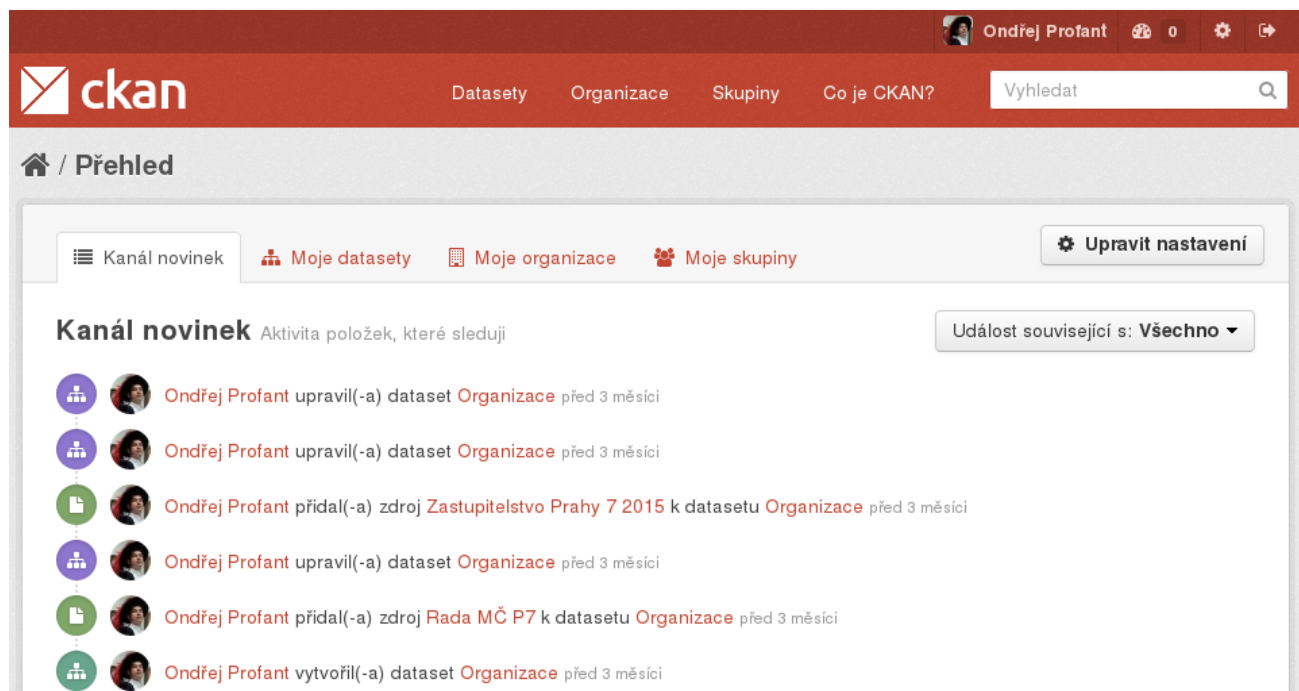 Ondřej Profant 0
ckan Datasety Organizace Skupiny Co je CKAN? Vyhledat
/ Přehled
Kanál novinek Moje datasety Moje organizace Moje skupiny Upravit nastavení
Kanál novinek Aktivita položek, které sleduji Událost související s: Všechno
Ondřej Profant upravil(-a) dataset Organizace před 3 měsíci
Ondřej Profant upravil(-a) dataset Organizace před 3 měsíci
Ondřej Profant přidal(-a) zdroj Zastupitelstvo Prahy 7 2015 k datasetu Organizace před 3 měsíci
Ondřej Profant upravil(-a) dataset Organizace před 3 měsíci
Ondřej Profant přidal(-a) zdroj Rada MČ P7 k datasetu Organizace před 3 měsíci
Ondřej Profant vytvořil(-a) dataset Organizace před 3 měsíci